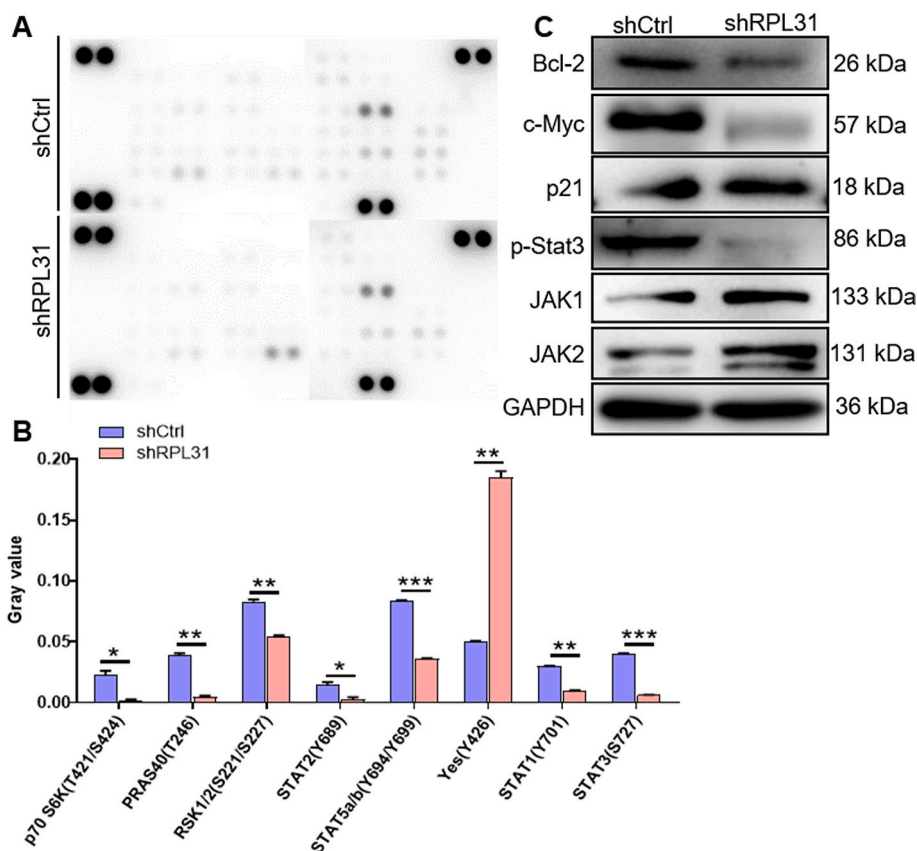 A
shCtrl
shRPL31
C
shCtrl shRPL31
Bcl-2 26 kDa
c-Myc 57 kDa
p21 18 kDa
p-Stat3 86 kDa
JAK1 133 kDa
JAK2 131 kDa
GAPDH 36 kDa
B
shCtrl
shRPL31
Gray value
0.20
0.15
0.10
0.05
0.00
* ** ** * *** ** ** ***
p70 S6K(T421/S424)
PRAS40(T246)
RSK1/2(S221/S227)
STAT2(Y689)
STAT5a/b(Y694/Y699)
Yes(Y426)
STAT1(Y701)
STAT3(S727)